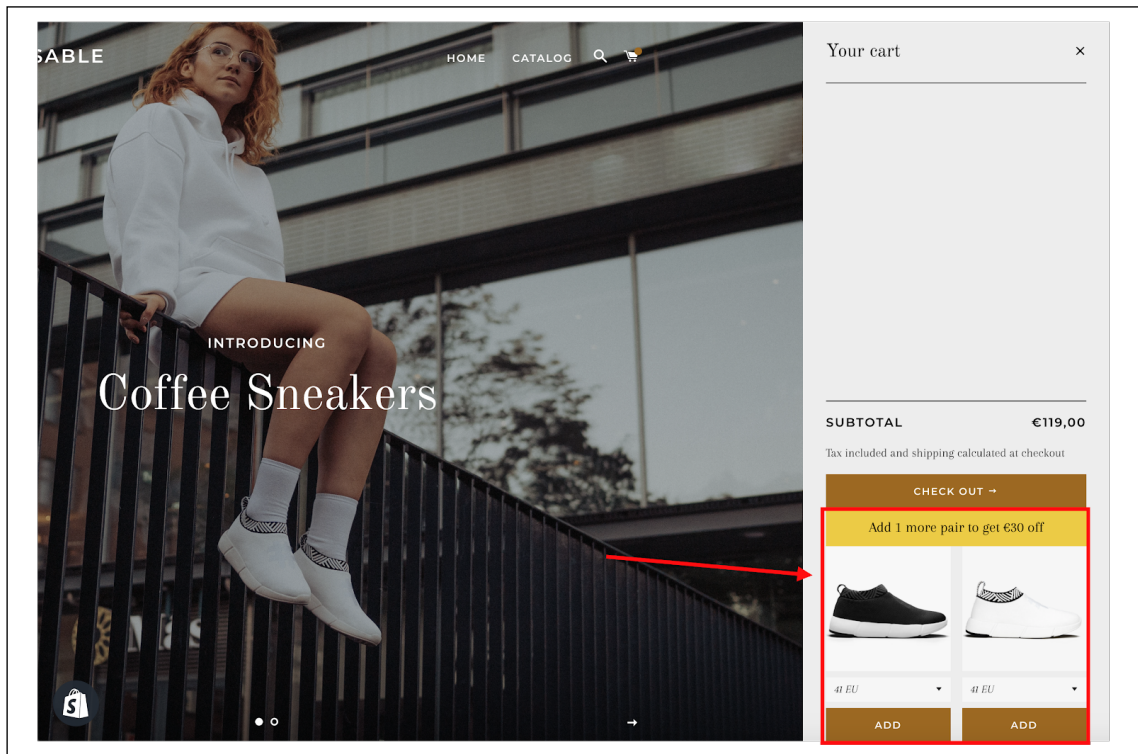 SABLE
HOME CATALOG
INTRODUCING
Coffee Sneakers
Your cart
SUBTOTAL €119,00
Tax included and shipping calculated at checkout
CHECK OUT →
Add 1 more pair to get €30 off
41 EU 41 EU
ADD ADD